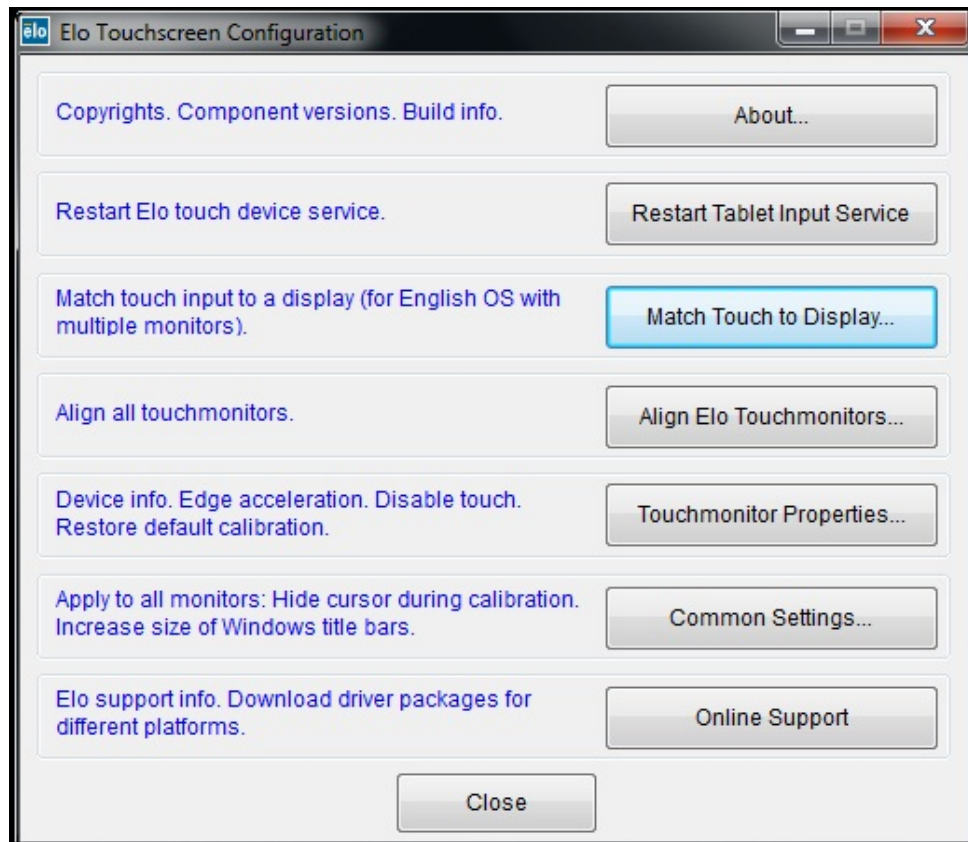 ēlo Elo Touchscreen Configuration
Copyrights. Component versions. Build info.
About...
Restart Elo touch device service.
Restart Tablet Input Service
Match touch input to a display (for English OS with
multiple monitors).
Match Touch to Display...
Align all touchmonitors.
Align Elo Touchmonitors...
Device info. Edge acceleration. Disable touch.
Restore default calibration.
Touchmonitor Properties...
Apply to all monitors: Hide cursor during calibration.
Increase size of Windows title bars.
Common Settings...
Elo support info. Download driver packages for
different platforms.
Online Support
Close